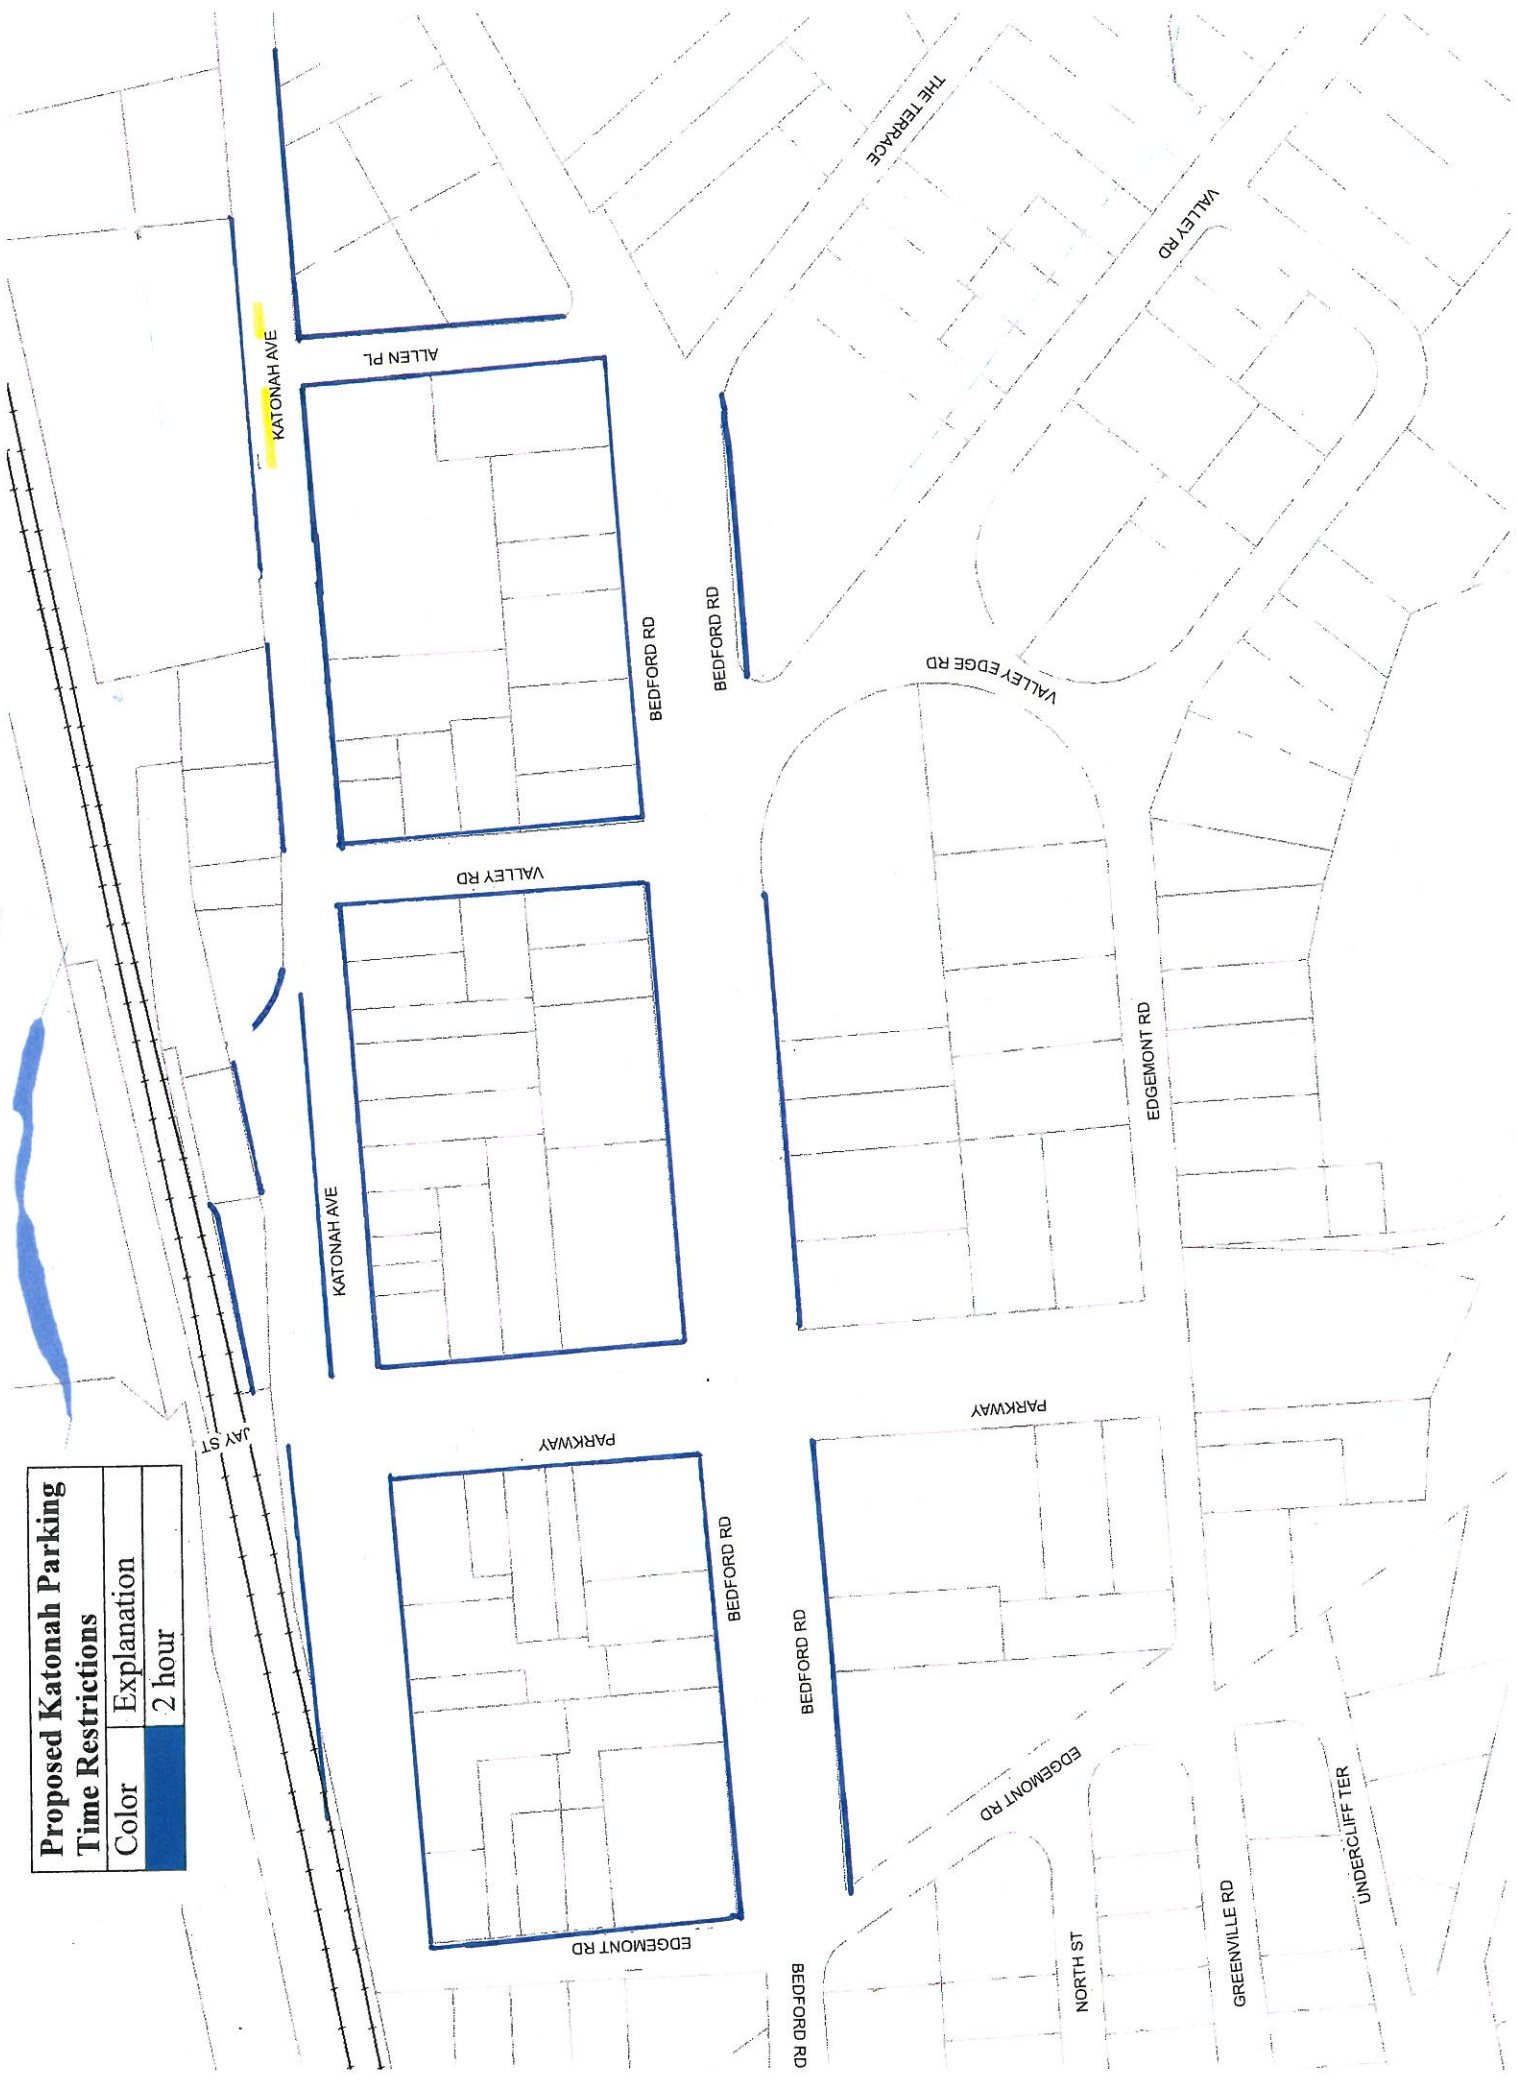 Proposed Katonah Parking
Time Restrictions
Color Explanation
2 hour
JAY ST
KATONAH AVE
KATONAH AVE
ALLEN PL
VALLEY RD
PARKWAY
EDGEMONT RD
BEDFORD RD
BEDFORD RD
BEDFORD RD
BEDFORD RD
BEDFORD RD
THE TERRACE
VALLEY RD
VALLEY EDGE RD
EDGEMONT RD
PARKWAY
EDGEMONT RD
NORTH ST
GREENVILLE RD
UNDERCLIFF TER